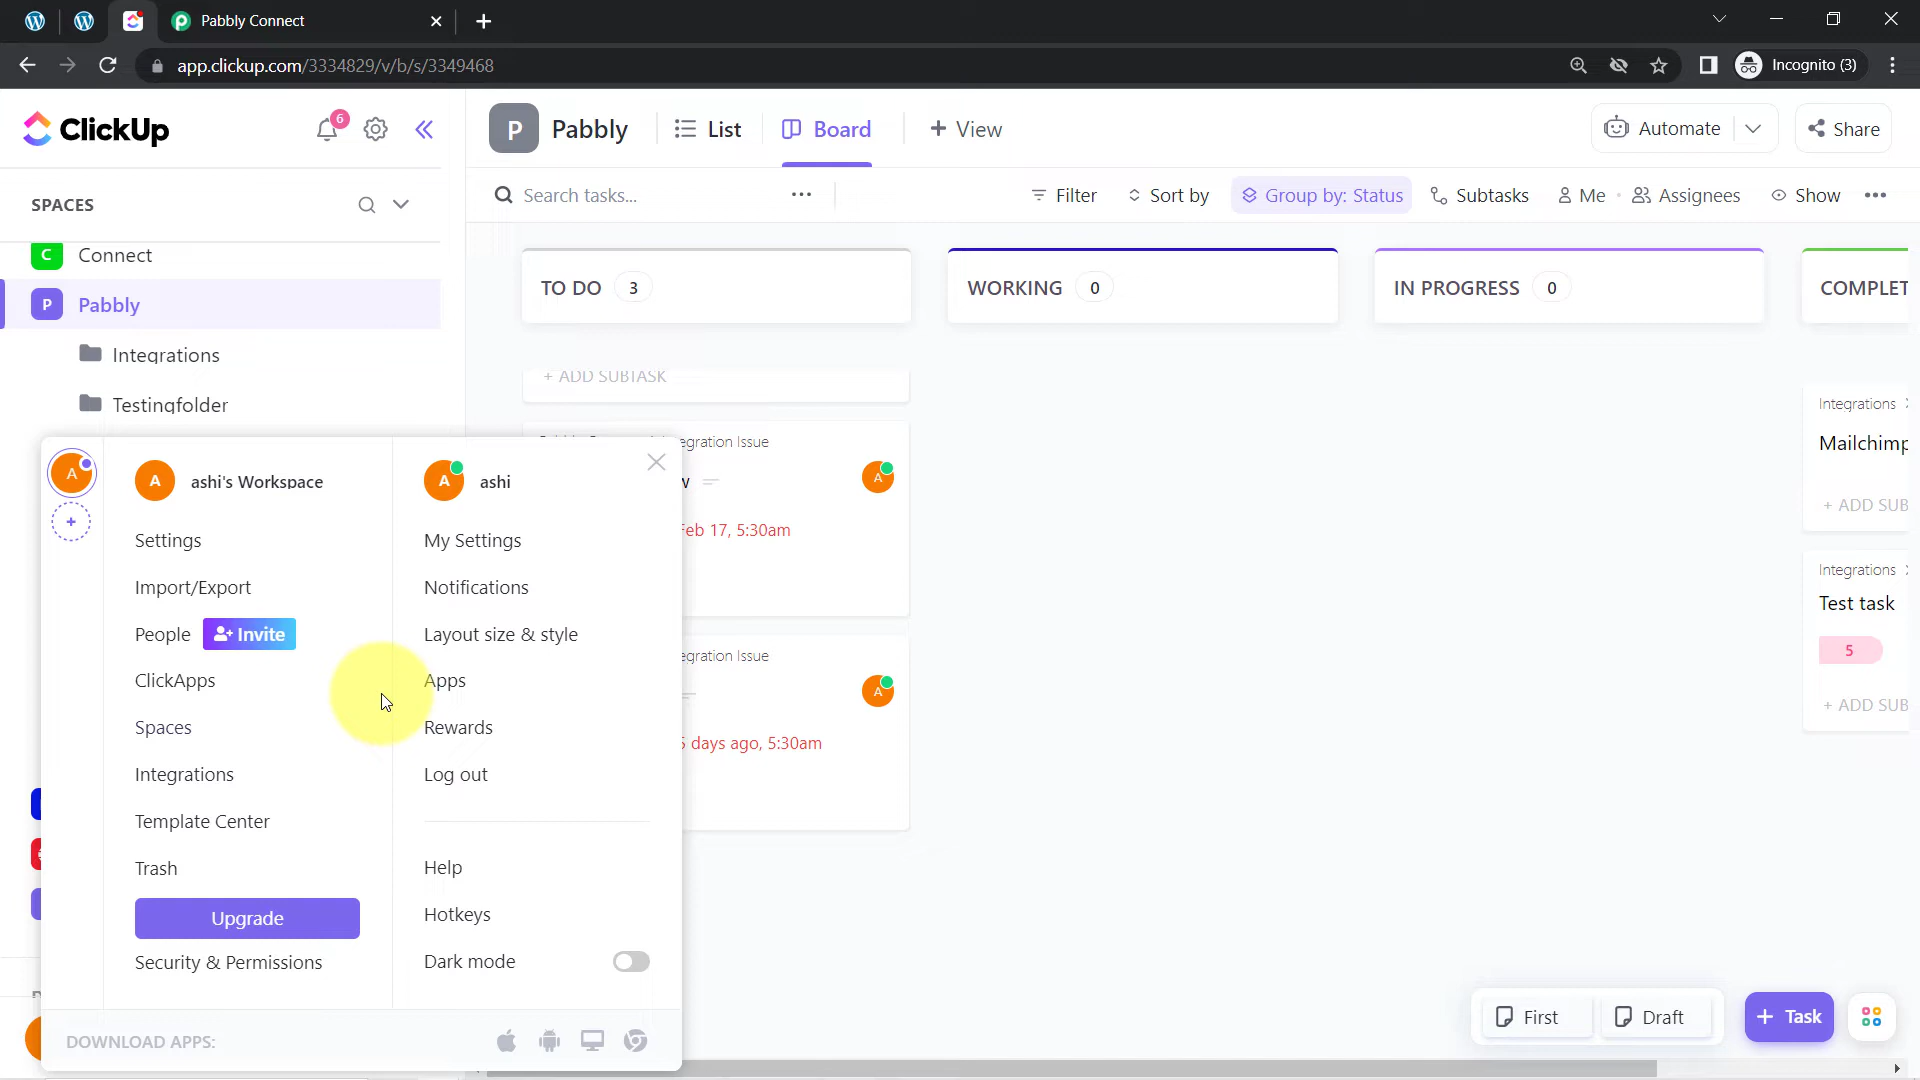 Pabbly Connect
app.clickup.com/3334829/v/b/s/3349468
Incognito (3)
ClickUp
6
P
Pabbly
List
Board
+ View
Automate
Share
SPACES
Search tasks...
Filter
Sort by
Group by: Status
Subtasks
Me
Assignees
Show
C
Connect
P
Pabbly
Integrations
Testingfolder
TO DO 3
WORKING 0
IN PROGRESS 0
COMPLET
+ ADD SUBTASK
egration Issue
w
A
Feb 17, 5:30am
egration Issue
A
5 days ago, 5:30am
Integrations
Mailchimp
+ ADD SUB
Integrations
Test task
5
+ ADD SUB
A
+
A
ashi's Workspace
Settings
Import/Export
People
Invite
ClickApps
Spaces
Integrations
Template Center
Trash
Upgrade
Security & Permissions
A
ashi
My Settings
Notifications
Layout size & style
Apps
Rewards
Log out
Help
Hotkeys
Dark mode
DOWNLOAD APPS:
First
Draft
+ Task